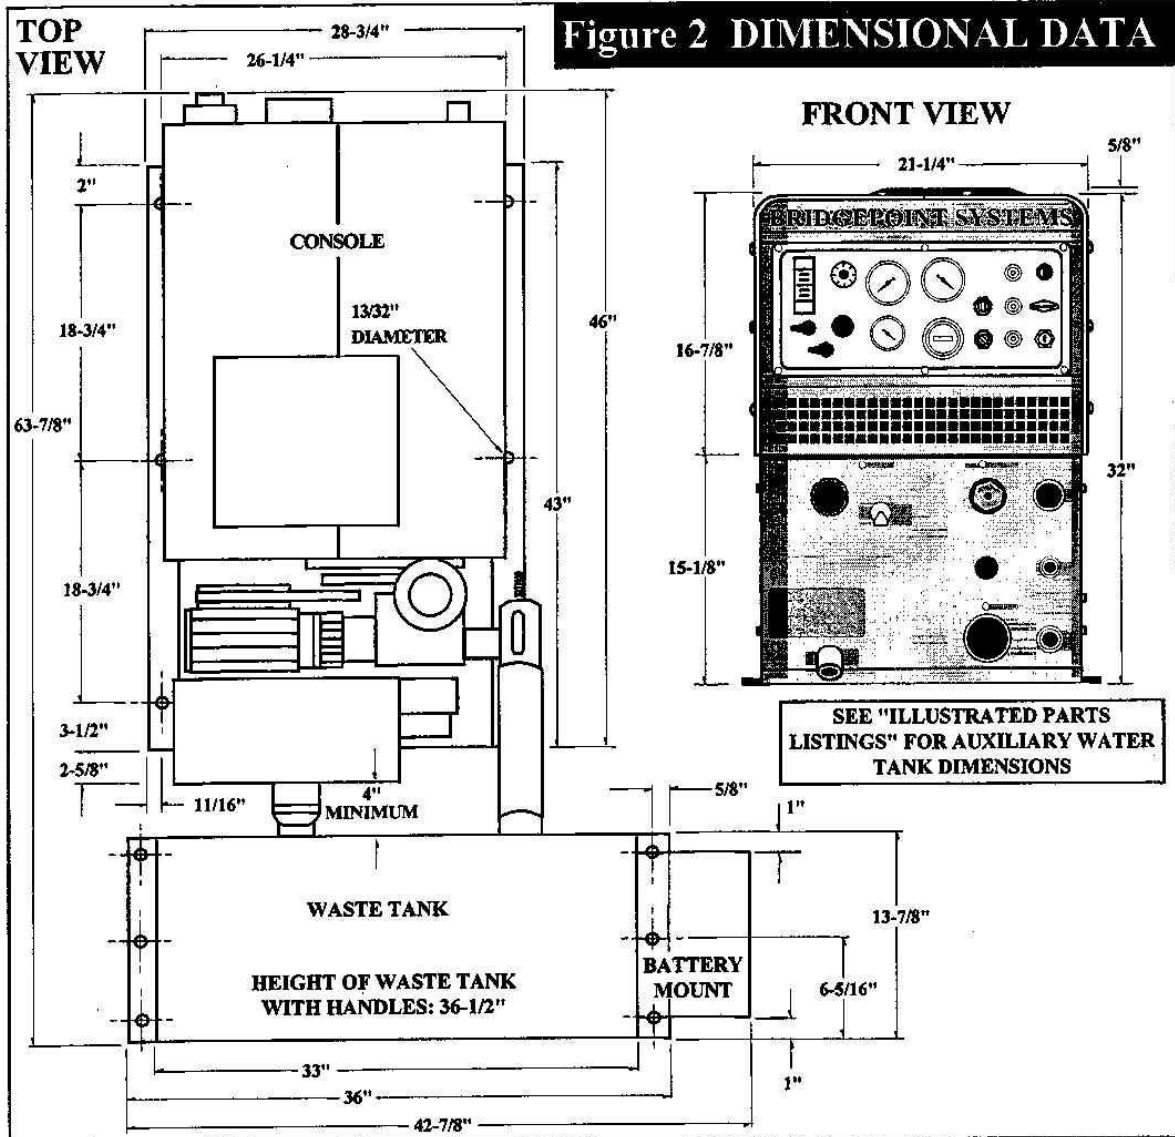 TOP
VIEW
Figure 2 DIMENSIONAL DATA
28-3/4"
26-1/4"
2"
CONSOLE
13/32"
DIAMETER
18-3/4"
46"
63-7/8"
43"
18-3/4"
3-1/2"
2-5/8"
11/16"
4"
MINIMUM
5/8"
1"
WASTE TANK
13-7/8"
HEIGHT OF WASTE TANK
WITH HANDLES: 36-1/2"
BATTERY
MOUNT
6-5/16"
33"
1"
36"
42-7/8"
FRONT VIEW
5/8"
21-1/4"
BRIDGEPOINT SYSTEMS
16-7/8"
32"
15-1/8"
SEE "ILLUSTRATED PARTS
LISTINGS" FOR AUXILIARY WATER
TANK DIMENSIONS